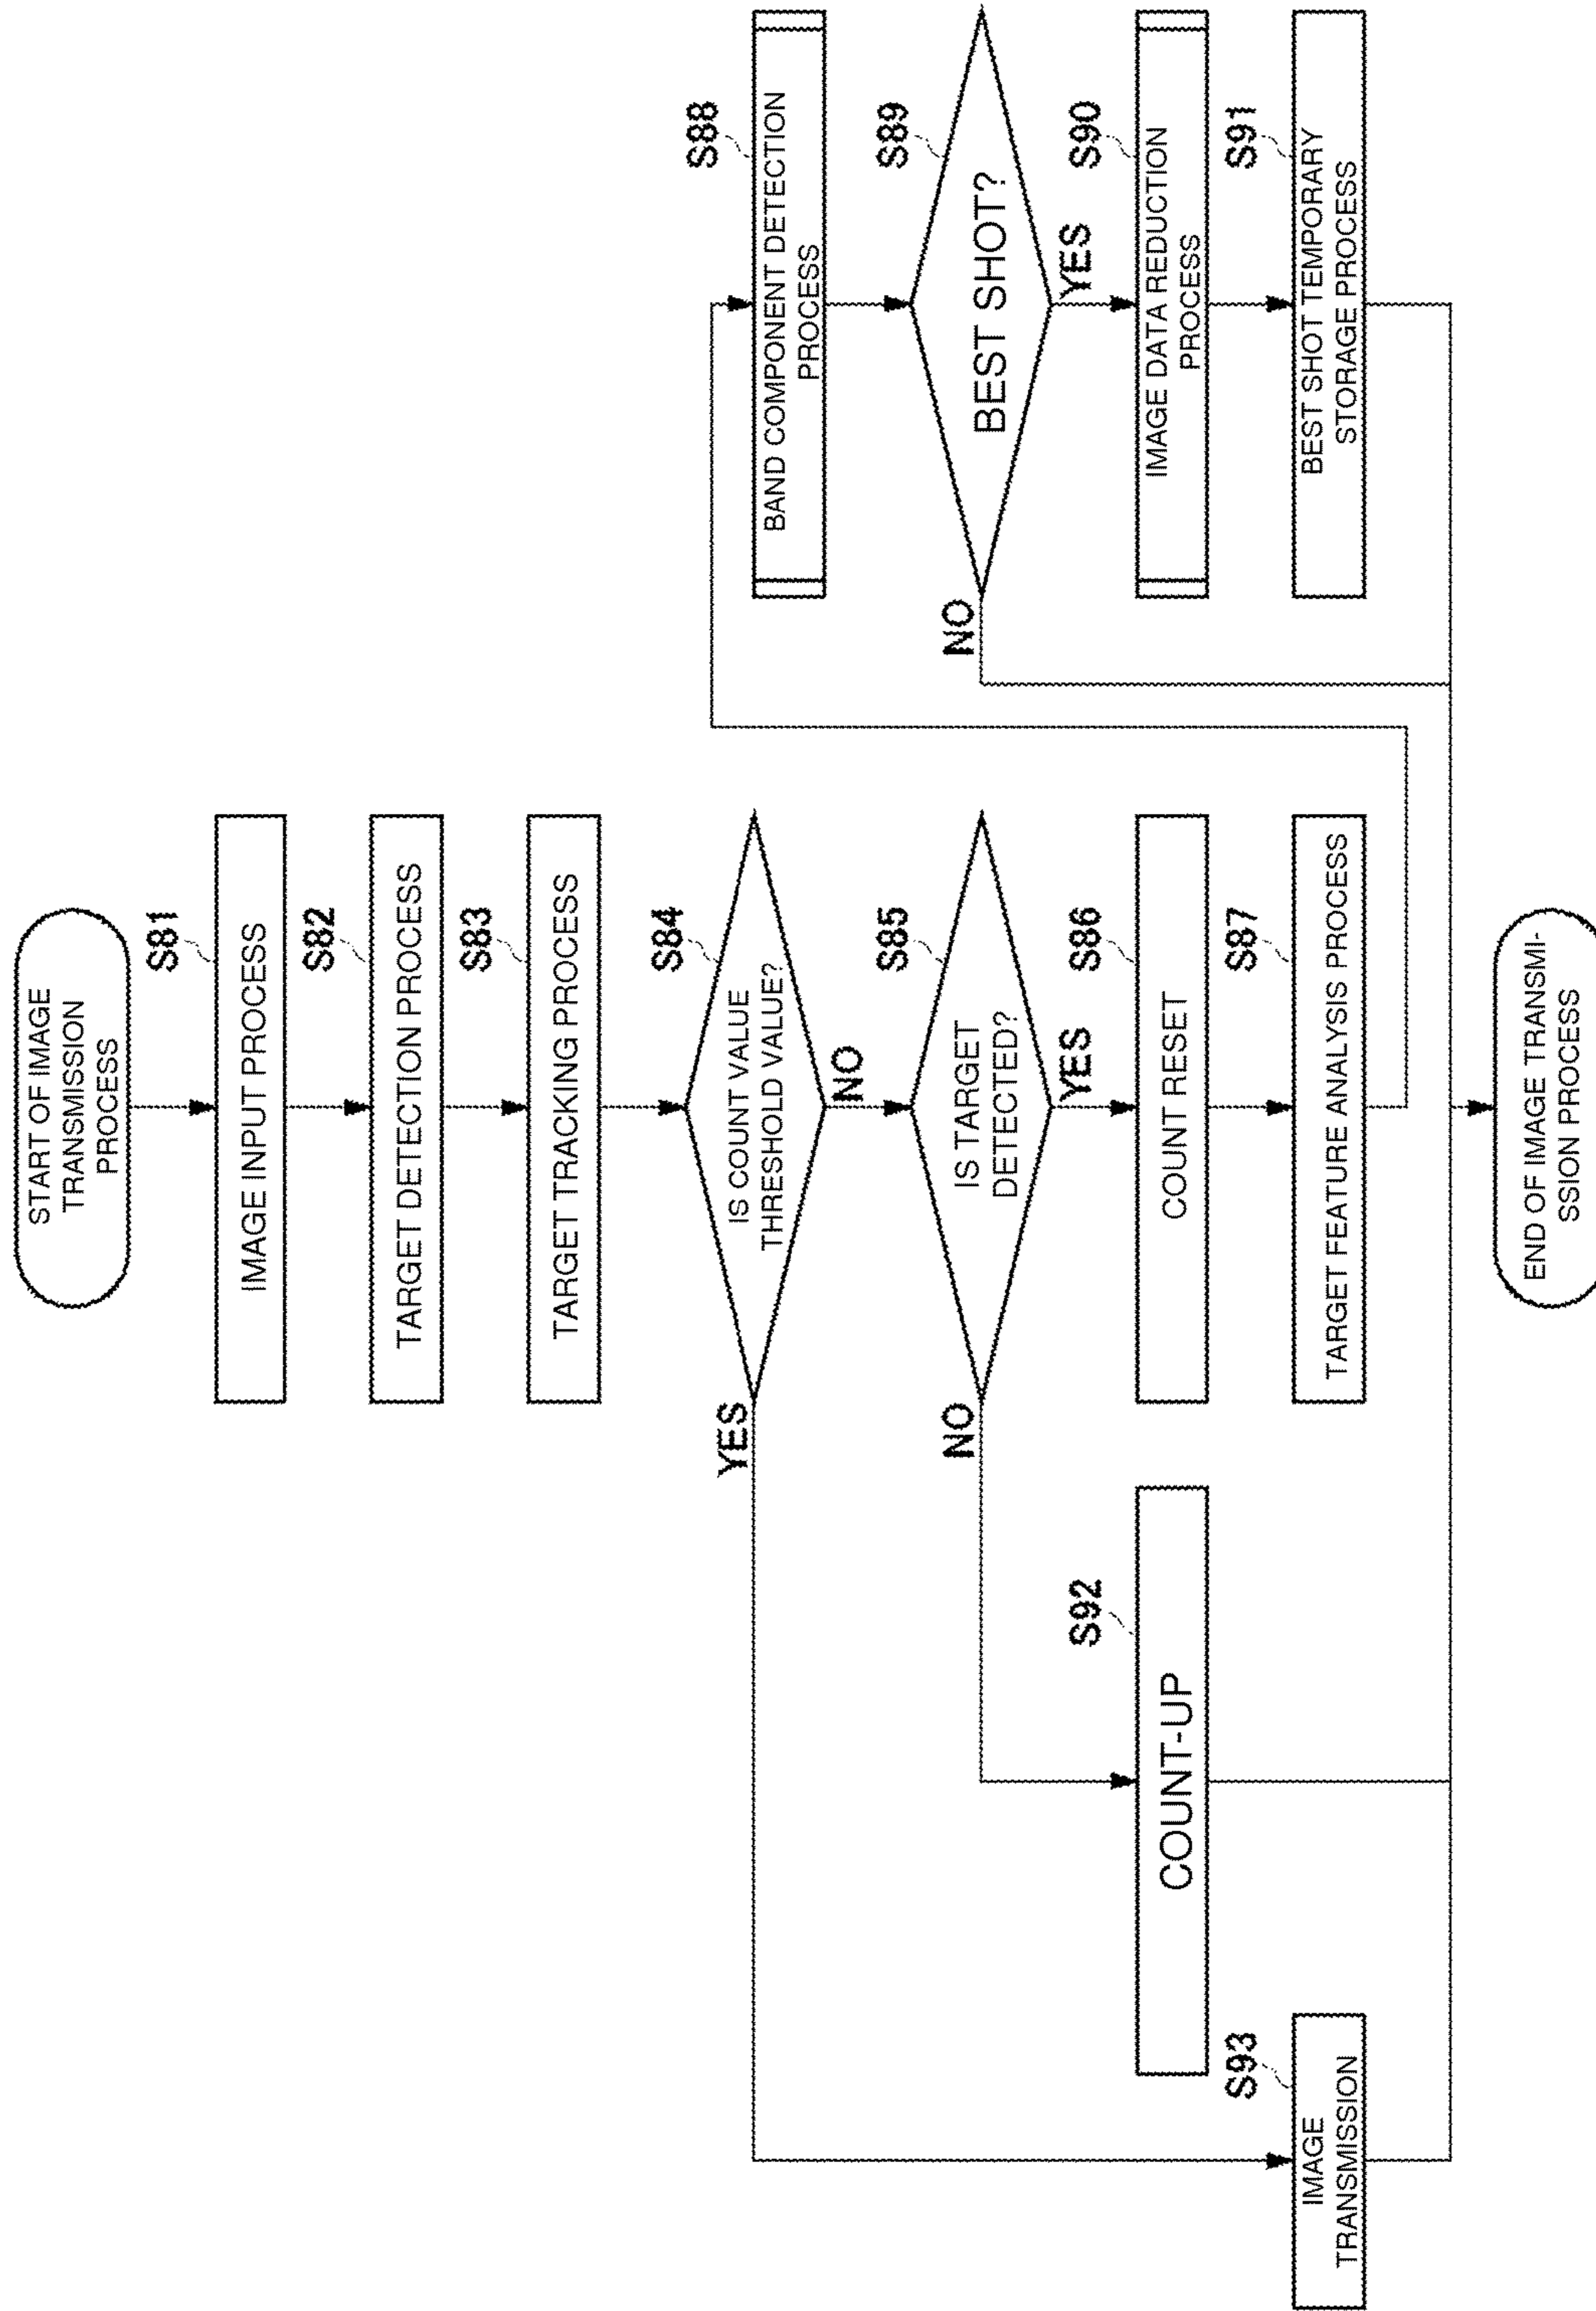 START OF IMAGE
TRANSMISSION
PROCESS
S81
IMAGE INPUT PROCESS
S82
TARGET DETECTION PROCESS
S83
TARGET TRACKING PROCESS
S84
IS COUNT VALUE
THRESHOLD VALUE?
YES
NO
S85
IS TARGET
DETECTED?
NO
YES
S86
COUNT RESET
S87
TARGET FEATURE ANALYSIS PROCESS
S88
BAND COMPONENT DETECTION
PROCESS
S89
BEST SHOT?
NO
YES
S90
IMAGE DATA REDUCTION
PROCESS
S91
BEST SHOT TEMPORARY
STORAGE PROCESS
S92
COUNT-UP
S93
IMAGE
TRANSMISSION
END OF IMAGE TRANSMI-
SSION PROCESS